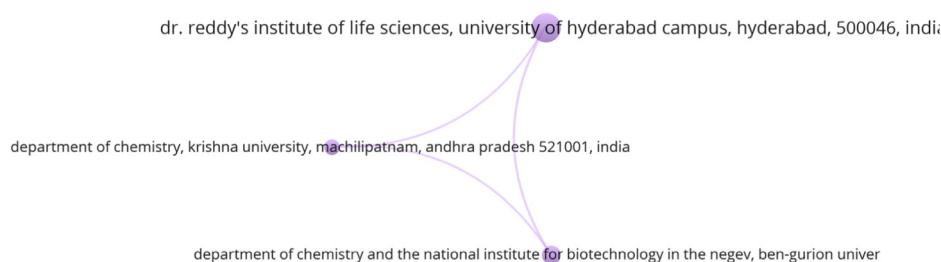 dr. reddy's institute of life sciences, university of hyderabad campus, hyderabad, 500046, india
department of chemistry, krishna university, machilipatnam, andhra pradesh 521001, india
department of chemistry and the national institute for biotechnology in the negev, ben-gurion univer